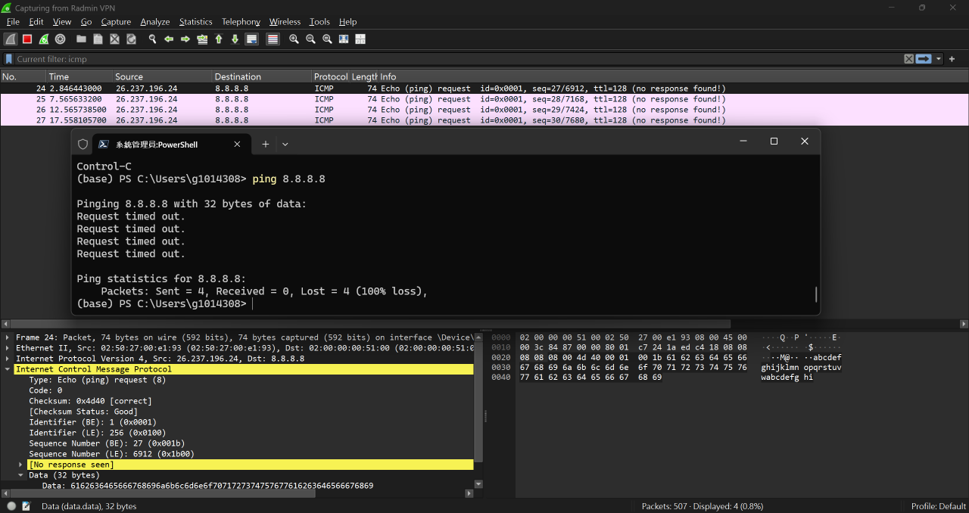 Capturing from Radmin VPN
File Edit View Go Capture Analyze Statistics Telephony Wireless Tools Help
Current filter: icmp
No. Time Source Destination Protocol Length Info
24 2.846443000 26.237.196.24 8.8.8.8 ICMP 74 Echo (ping) request id=0x0001, seq=27/6912, ttl=128 (no response found!)
25 7.565633200 26.237.196.24 8.8.8.8 ICMP 74 Echo (ping) request id=0x0001, seq=28/7168, ttl=128 (no response found!)
26 12.565738500 26.237.196.24 8.8.8.8 ICMP 74 Echo (ping) request id=0x0001, seq=29/7424, ttl=128 (no response found!)
27 17.558105700 26.237.196.24 8.8.8.8 ICMP 74 Echo (ping) request id=0x0001, seq=30/7680, ttl=128 (no response found!)
系統管理員:PowerShell
Control-C
(base) PS C:\Users\g1014308> ping 8.8.8.8
Pinging 8.8.8.8 with 32 bytes of data:
Request timed out.
Request timed out.
Request timed out.
Request timed out.
Ping statistics for 8.8.8.8:
Packets: Sent = 4, Received = 0, Lost = 4 (100% loss),
(base) PS C:\Users\g1014308>
Frame 24: Packet, 74 bytes on wire (592 bits), 74 bytes captured (592 bits) on interface \Device\
Ethernet II, Src: 02:50:27:00:e1:93 (02:50:27:00:e1:93), Dst: 02:00:00:00:51:00 (02:00:00:00:51:0
Internet Protocol Version 4, Src: 26.237.196.24, Dst: 8.8.8.8
Internet Control Message Protocol
Type: Echo (ping) request (8)
Code: 0
Checksum: 0x4d40 [correct]
[Checksum Status: Good]
Identifier (BE): 1 (0x0001)
Identifier (LE): 256 (0x0100)
Sequence Number (BE): 27 (0x001b)
Sequence Number (LE): 6912 (0x1b00)
[No response seen]
Data (32 bytes)
Data: 6162636465666768696a6b6c6d6e6f7071727374757677616263646566676869
0000 02 00 00 00 51 00 02 50 27 00 e1 93 08 00 45 00 ····Q··P '·····E·
0010 00 3c 84 87 00 00 80 01 c7 24 1a ed c4 18 08 08 ·<······ ·$······
0020 08 08 08 00 4d 40 00 01 00 1b 61 62 63 64 65 66 ····M@·· ··abcdef
0030 67 68 69 6a 6b 6c 6d 6e 6f 70 71 72 73 74 75 76 ghijklmn opqrstuv
0040 77 61 62 63 64 65 66 67 68 69 wabcdefg hi
Data (data.data), 32 bytes
Packets: 507 · Displayed: 4 (0.8%)
Profile: Default